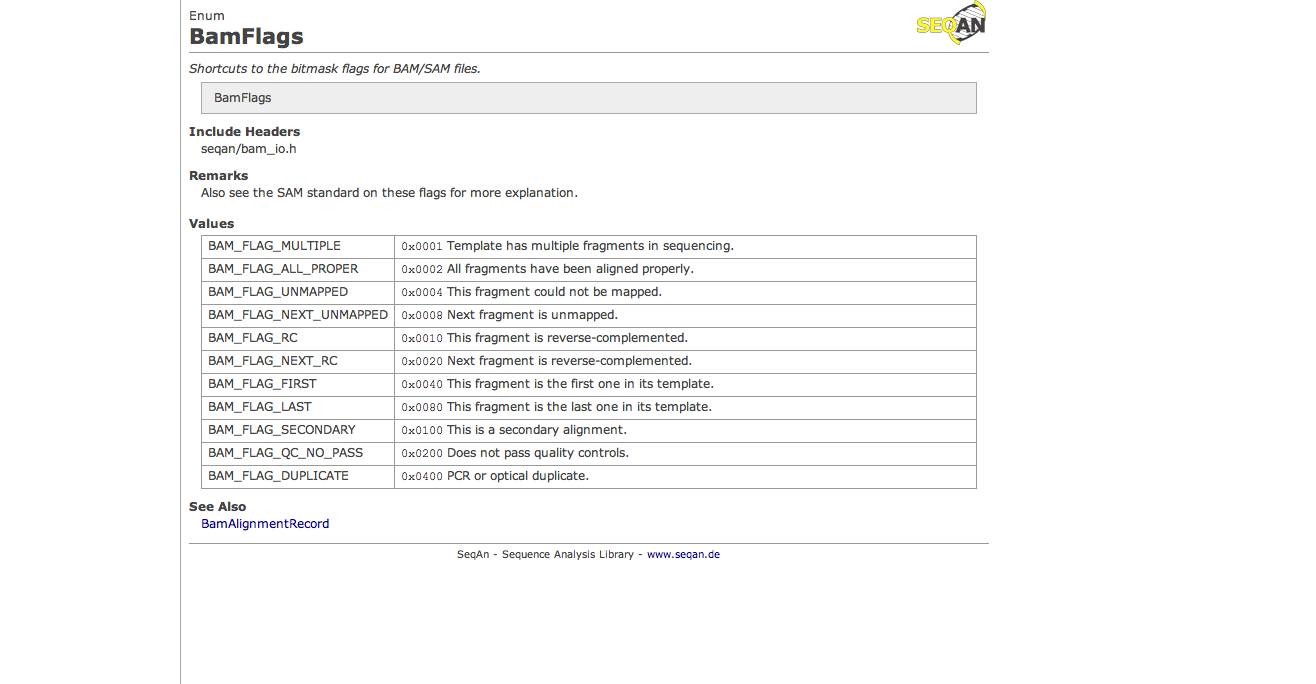 Enum
BamFlags
SEQAN
Shortcuts to the bitmask flags for BAM/SAM files.
BamFlags
Include Headers
seqan/bam_io.h
Remarks
Also see the SAM standard on these flags for more explanation.
Values
BAM_FLAG_MULTIPLE 0x0001 Template has multiple fragments in sequencing.
BAM_FLAG_ALL_PROPER 0x0002 All fragments have been aligned properly.
BAM_FLAG_UNMAPPED 0x0004 This fragment could not be mapped.
BAM_FLAG_NEXT_UNMAPPED 0x0008 Next fragment is unmapped.
BAM_FLAG_RC 0x0010 This fragment is reverse-complemented.
BAM_FLAG_NEXT_RC 0x0020 Next fragment is reverse-complemented.
BAM_FLAG_FIRST 0x0040 This fragment is the first one in its template.
BAM_FLAG_LAST 0x0080 This fragment is the last one in its template.
BAM_FLAG_SECONDARY 0x0100 This is a secondary alignment.
BAM_FLAG_QC_NO_PASS 0x0200 Does not pass quality controls.
BAM_FLAG_DUPLICATE 0x0400 PCR or optical duplicate.
See Also
BamAlignmentRecord
SeqAn - Sequence Analysis Library - www.seqan.de